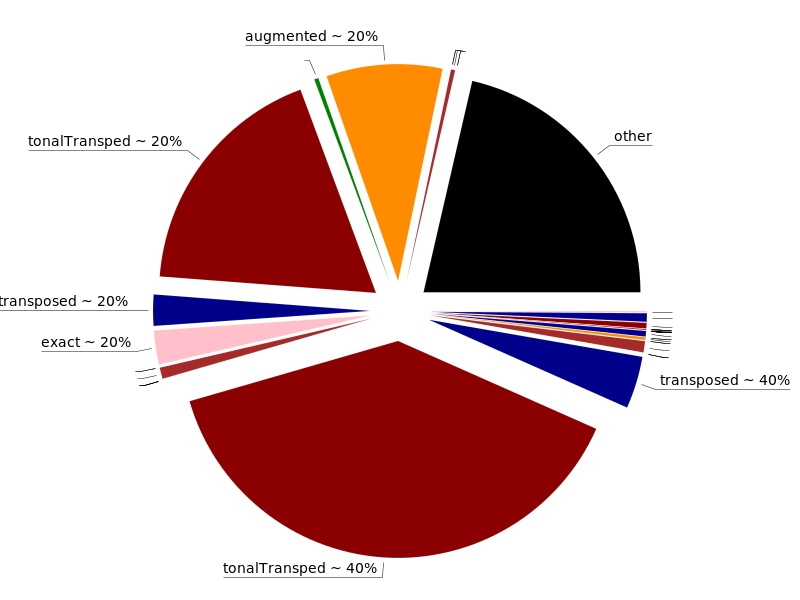 augmented ~ 20%
other
tonalTransped ~ 20%
transposed ~ 20%
exact ~ 20%
transposed ~ 40%
tonalTransped ~ 40%